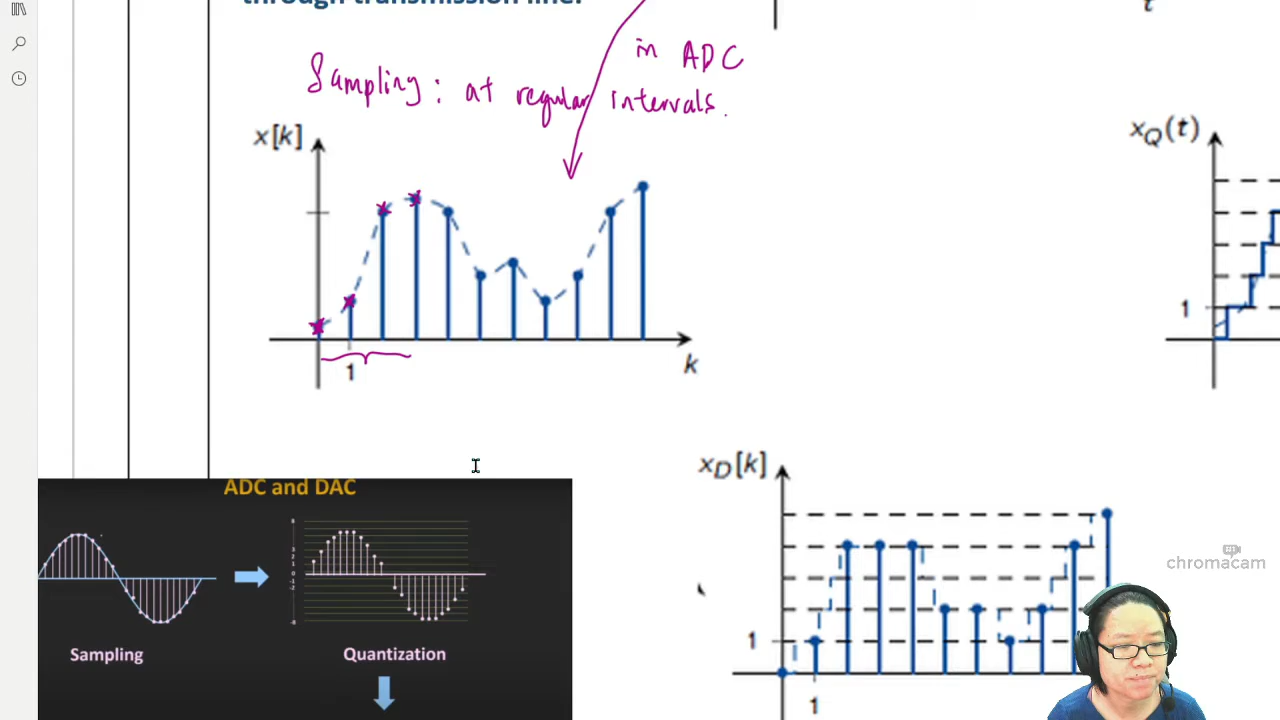 through transmission line.
t
in ADC
Sampling: at regular intervals.
x[k]
1
k
xQ(t)
1
xD[k]
1
1
ADC and DAC
Sampling
Quantization
chromacam